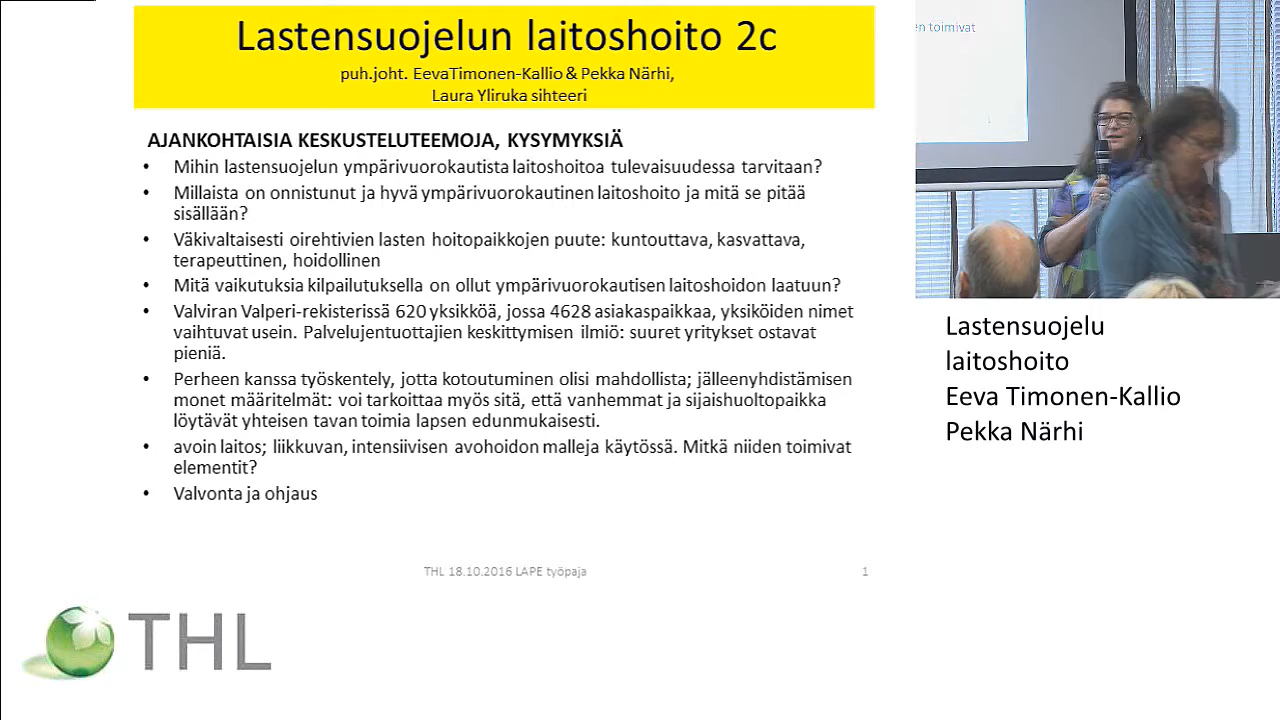 Lastensuojelun laitoshoito 2c
puh.joht. EevaTimonen-Kallio & Pekka Närhi,
Laura Yliruka sihteeri
AJANKOHTAISIA KESKUSTELUTEEMOJA, KYSYMYKSIÄ
• Mihin lastensuojelun ympärivuorokautista laitoshoitoa tulevaisuudessa tarvitaan?
• Millaista on onnistunut ja hyvä ympärivuorokautinen laitoshoito ja mitä se pitää
sisällään?
• Väkivaltaisesti oirehtivien lasten hoitopaikkojen puute: kuntouttava, kasvattava,
terapeuttinen, hoidollinen
• Mitä vaikutuksia kilpailutuksella on ollut ympärivuorokautisen laitoshoidon laatuun?
• Valviran Valperi-rekisterissä 620 yksikköä, jossa 4628 asiakaspaikkaa, yksiköiden nimet
vaihtuvat usein. Palvelujentuottajien keskittymisen ilmiö: suuret yritykset ostavat
pieniä.
• Perheen kanssa työskentely, jotta kotoutuminen olisi mahdollista; jälleenyhdistämisen
monet määritelmät: voi tarkoittaa myös sitä, että vanhemmat ja sijaishuoltopaikka
löytävät yhteisen tavan toimia lapsen edunmukaisesti.
• avoin laitos; liikkuvan, intensiivisen avohoidon malleja käytössä. Mitkä niiden toimivat
elementit?
• Valvonta ja ohjaus
THL 18.10.2016 LAPE työpaja
1
THL
en toimivat
Lastensuojelu
laitoshoito
Eeva Timonen-Kallio
Pekka Närhi